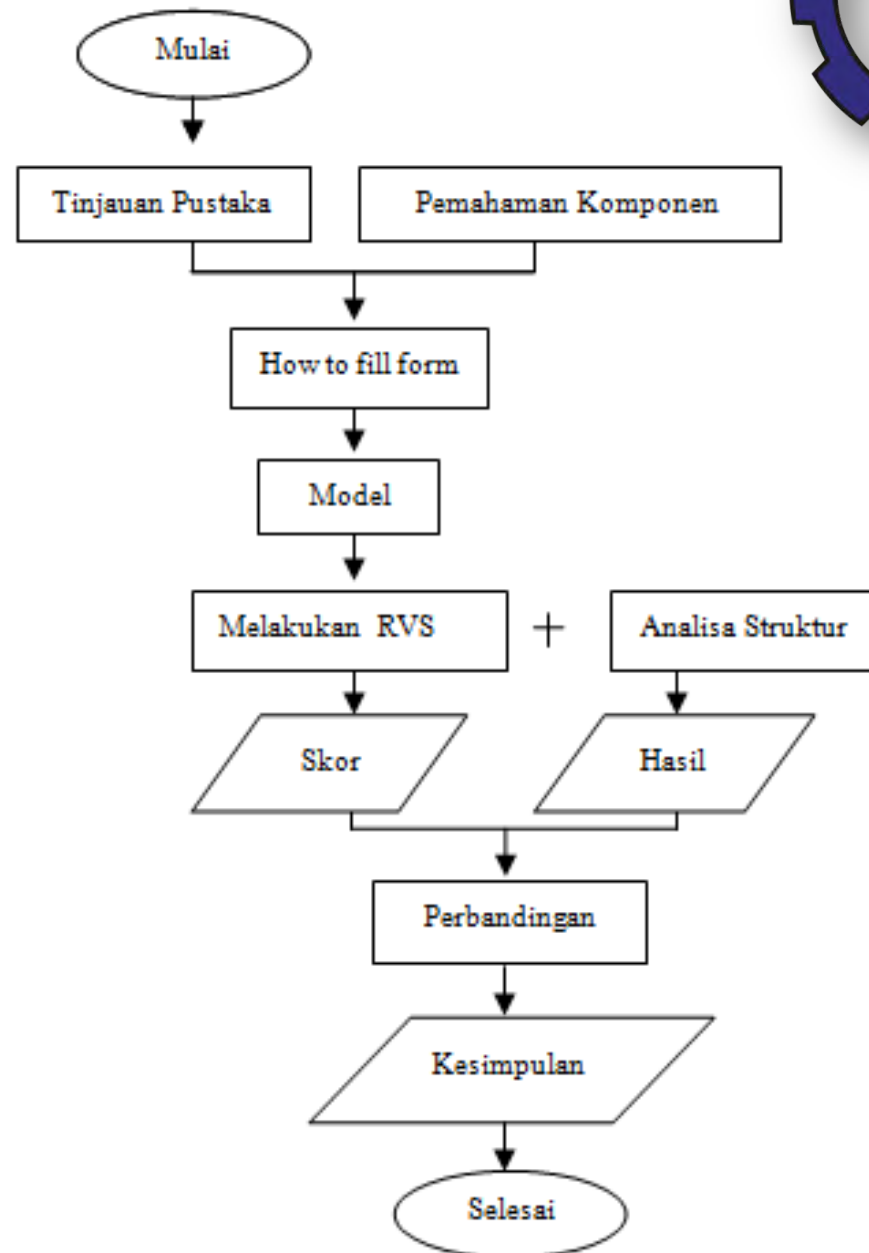 Mulai
Tinjauan Pustaka
Pemahaman Komponen
How to fill form
Model
Melakukan RVS
+
Analisa Struktur
Skor
Hasil
Perbandingan
Kesimpulan
Selesai